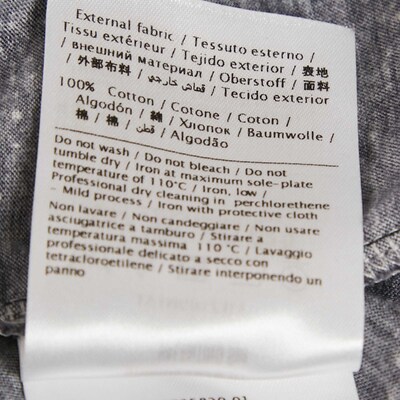 External fabric / Tessuto esterno /
Tissu extérieur / Tejido exterior / 表地
/ внешний материал / Oberstoff / 面料
/ 外部布料 / قماش خارجي / Tecido exterior
100% Cotton / Cotone / Coton /
Algodón / 綿 / Хлопок / Baumwolle /
棉 / 棉 / قطن / Algodão
Do not wash / Do not bleach / Do not
tumble dry / Iron at maximum sole-plate
temperature of 110°C / Iron, low /
Professional dry cleaning in perchlorethene
- Mild process / Iron with protective cloth
Non lavare / Non candeggiare / Non usare
asciugatrice a tamburo / Stirare a
temperatura massima 110 °C / Lavaggio
professionale delicato a secco con
tetracloroetilene / Stirare interponendo un
panno